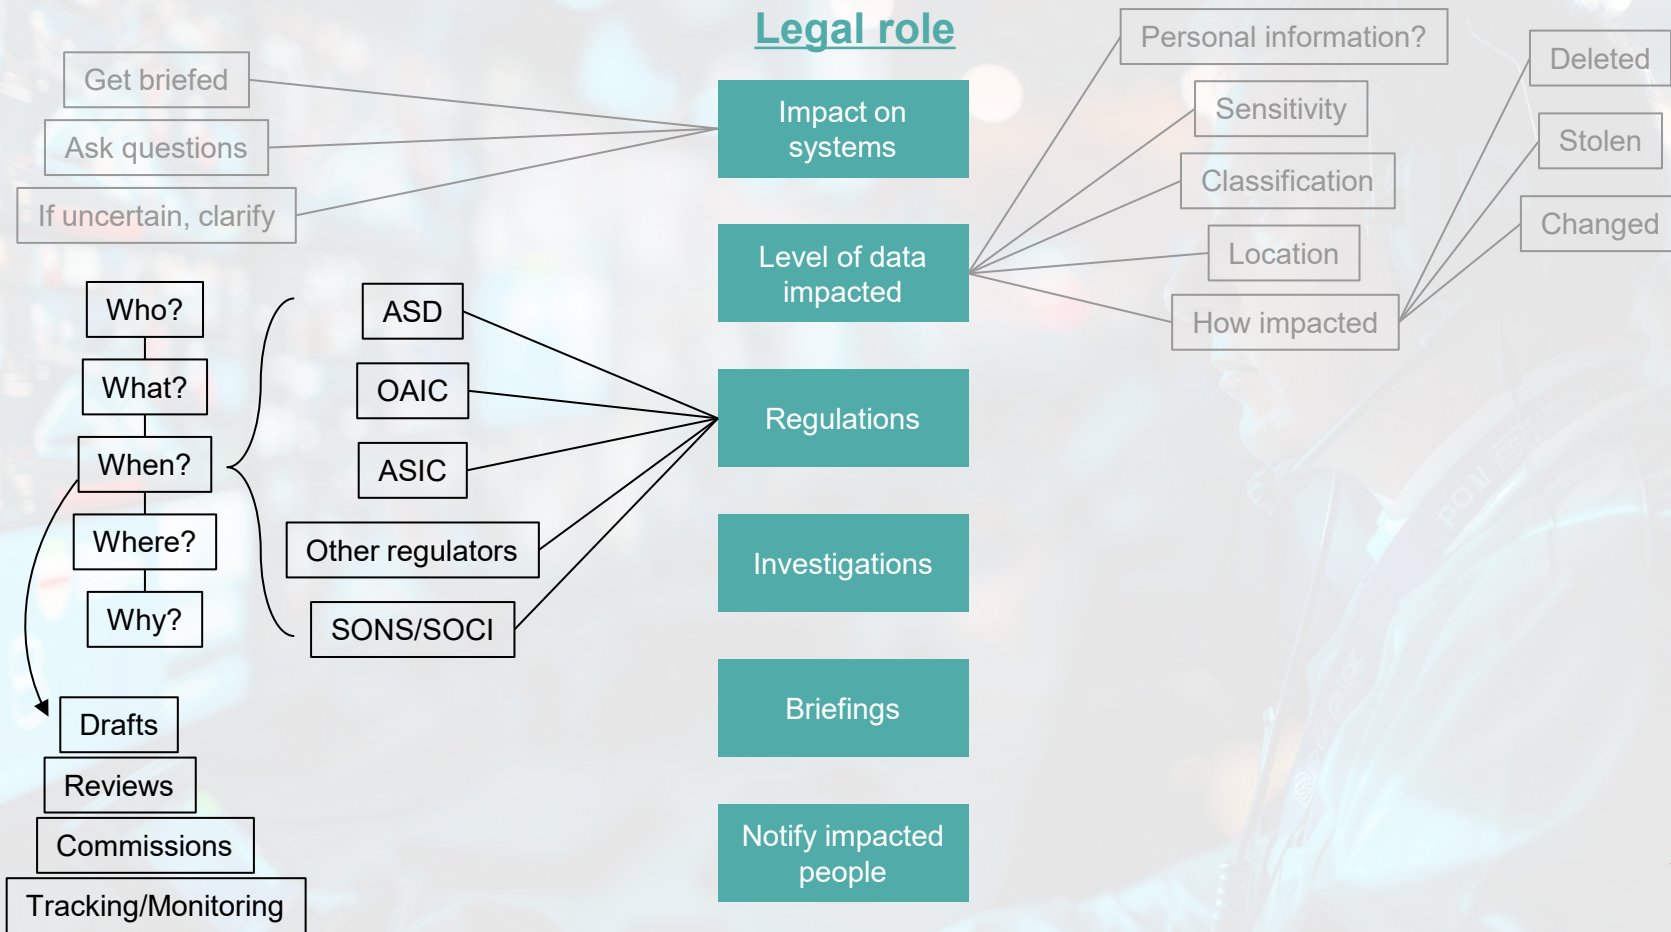 Legal role
Get briefed
Ask questions
If uncertain, clarify
Impact on
systems
Personal information?
Sensitivity
Classification
Location
How impacted
Deleted
Stolen
Changed
Level of data
impacted
Who?
What?
When?
Where?
Why?
ASD
OAIC
ASIC
Other regulators
SONS/SOCI
Regulations
Drafts
Reviews
Commissions
Tracking/Monitoring
Investigations
Briefings
Notify impacted
people